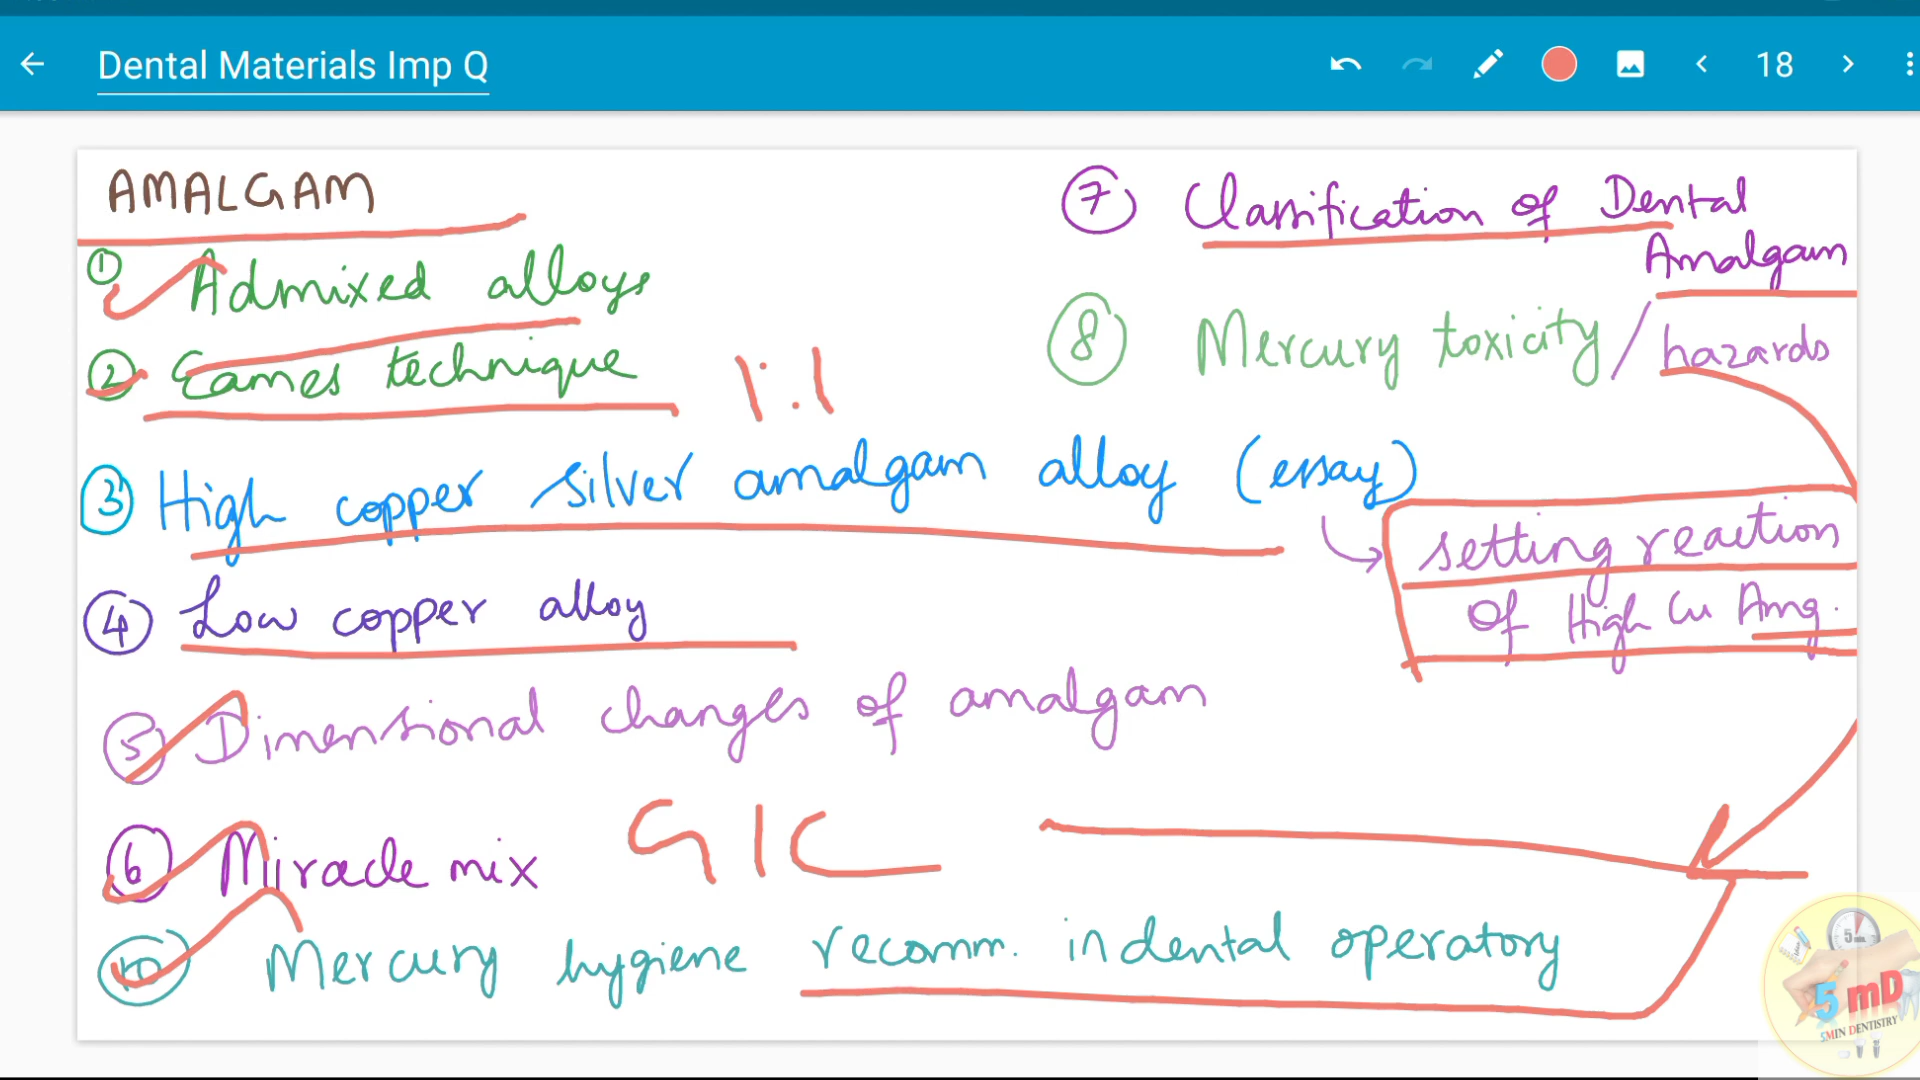 Dental Materials Imp Q
18
AMALGAM
① Admixed alloys
② Eames technique 1:1
③ High copper silver amalgam alloy (essay)
setting reaction
of High Cu Amg.
④ Low copper alloy
⑤ Dimensional changes of amalgam
⑥ Miracle mix GIC
⑩ Mercury hygiene recomm. in dental operatory
⑦ Classification of Dental
Amalgam
⑧ Mercury toxicity / hazards
5 min
5 mD
5MIN DENTISTRY